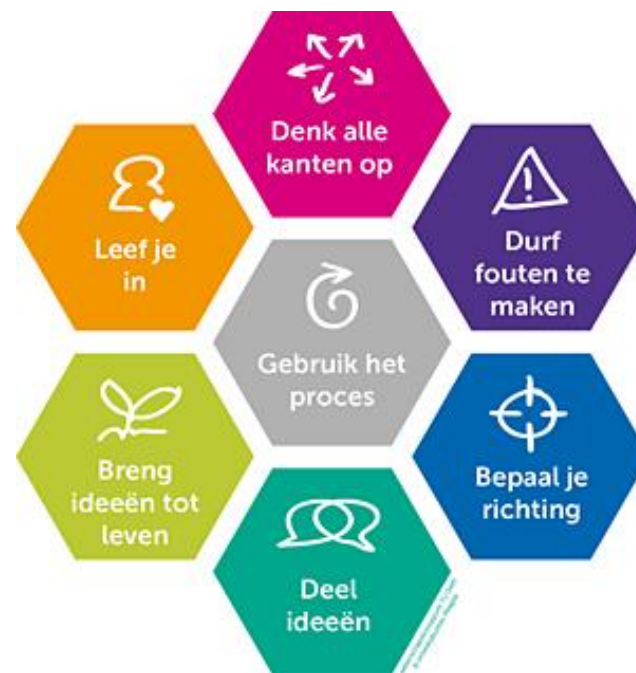 Denk alle
kanten op
Leef je
in
Durf
fouten te
maken
Gebruik het
proces
Breng
ideeën tot
leven
Bepaal je
richting
Deel
ideeën